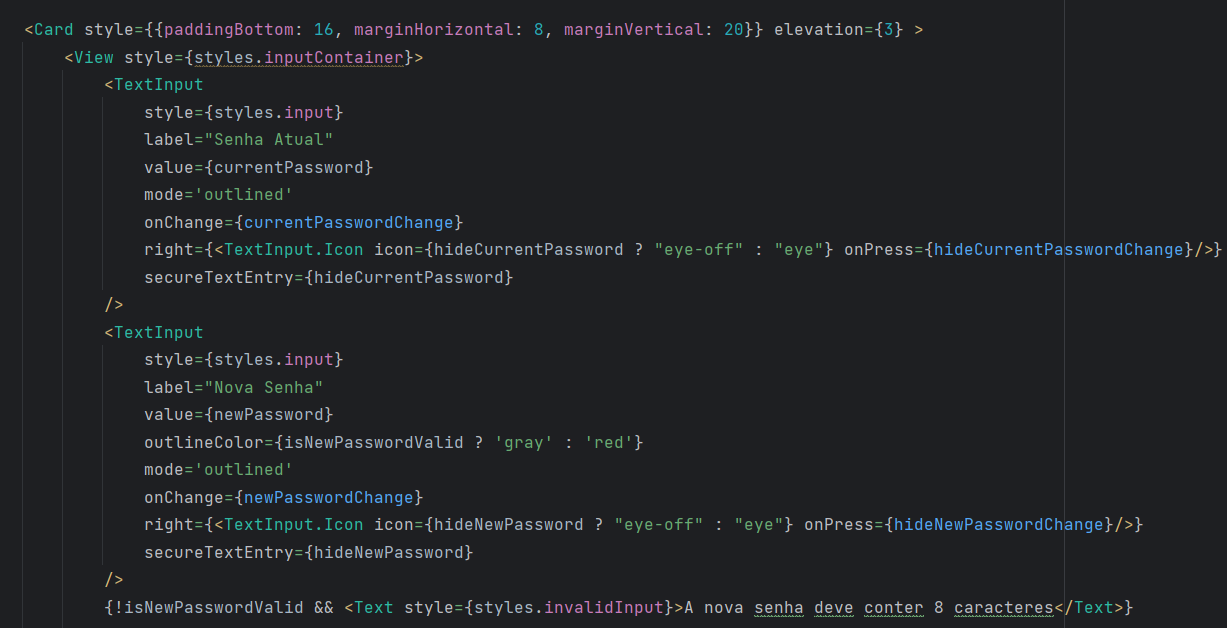 <Card style={{paddingBottom: 16, marginHorizontal: 8, marginVertical: 20}} elevation={3} >
<View style={styles.inputContainer}>
<TextInput
style={styles.input}
label="Senha Atual"
value={currentPassword}
mode='outlined'
onChange={currentPasswordChange}
right={<TextInput.Icon icon={hideCurrentPassword ? "eye-off" : "eye"} onPress={hideCurrentPasswordChange}/>}
secureTextEntry={hideCurrentPassword}
/>
<TextInput
style={styles.input}
label="Nova Senha"
value={newPassword}
outlineColor={isNewPasswordValid ? 'gray' : 'red'}
mode='outlined'
onChange={newPasswordChange}
right={<TextInput.Icon icon={hideNewPassword ? "eye-off" : "eye"} onPress={hideNewPasswordChange}/>}
secureTextEntry={hideNewPassword}
/>
{!isNewPasswordValid && <Text style={styles.invalidInput}>A nova senha deve conter 8 caracteres</Text>}